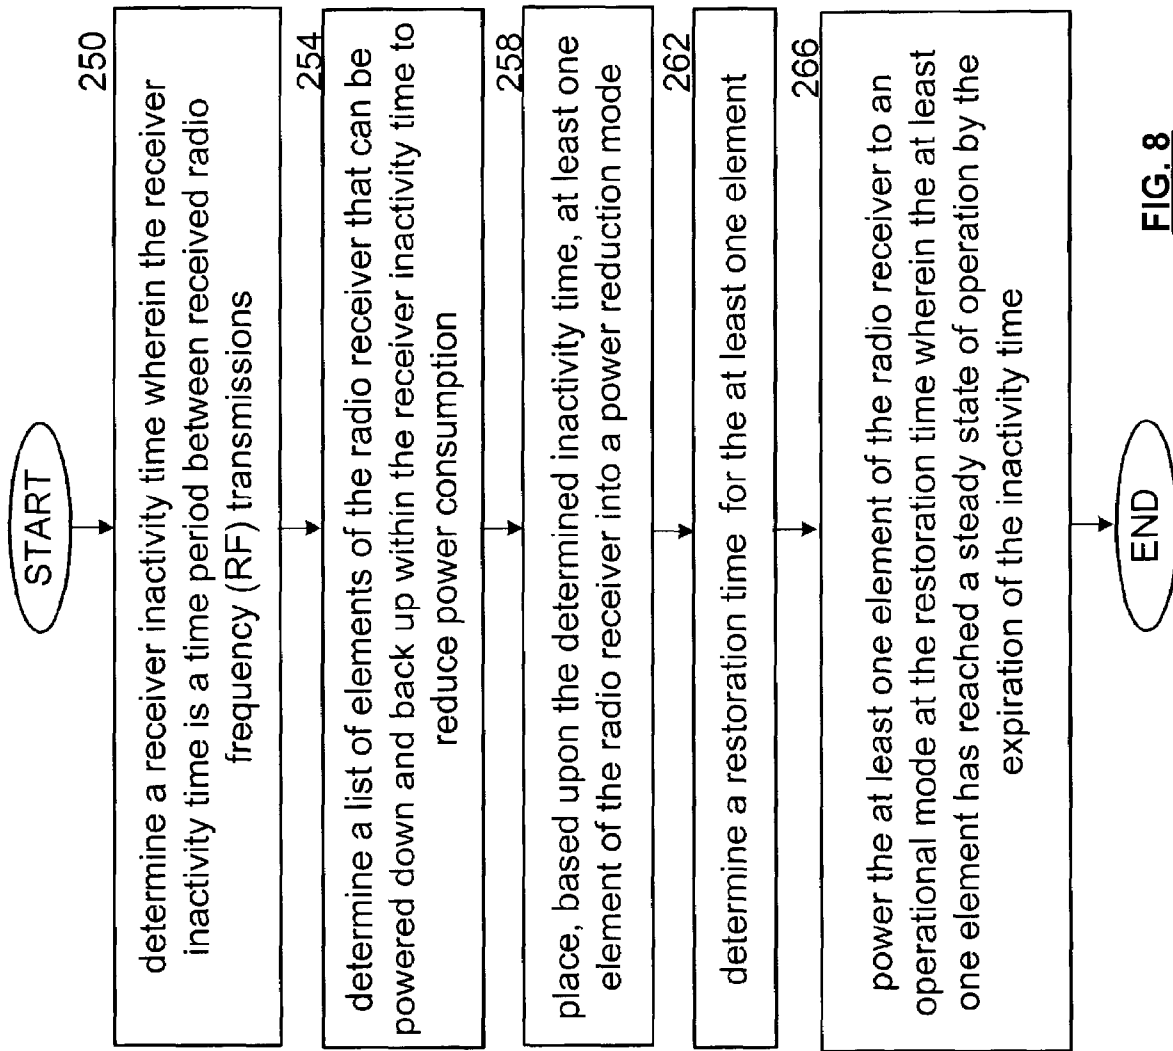 START
250
determine a receiver inactivity time wherein the receiver
inactivity time is a time period between received radio
frequency (RF) transmissions
254
determine a list of elements of the radio receiver that can be
powered down and back up within the receiver inactivity time to
reduce power consumption
258
place, based upon the determined inactivity time, at least one
element of the radio receiver into a power reduction mode
262
determine a restoration time for the at least one element
266
power the at least one element of the radio receiver to an
operational mode at the restoration time wherein the at least
one element has reached a steady state of operation by the
expiration of the inactivity time
END
FIG. 8